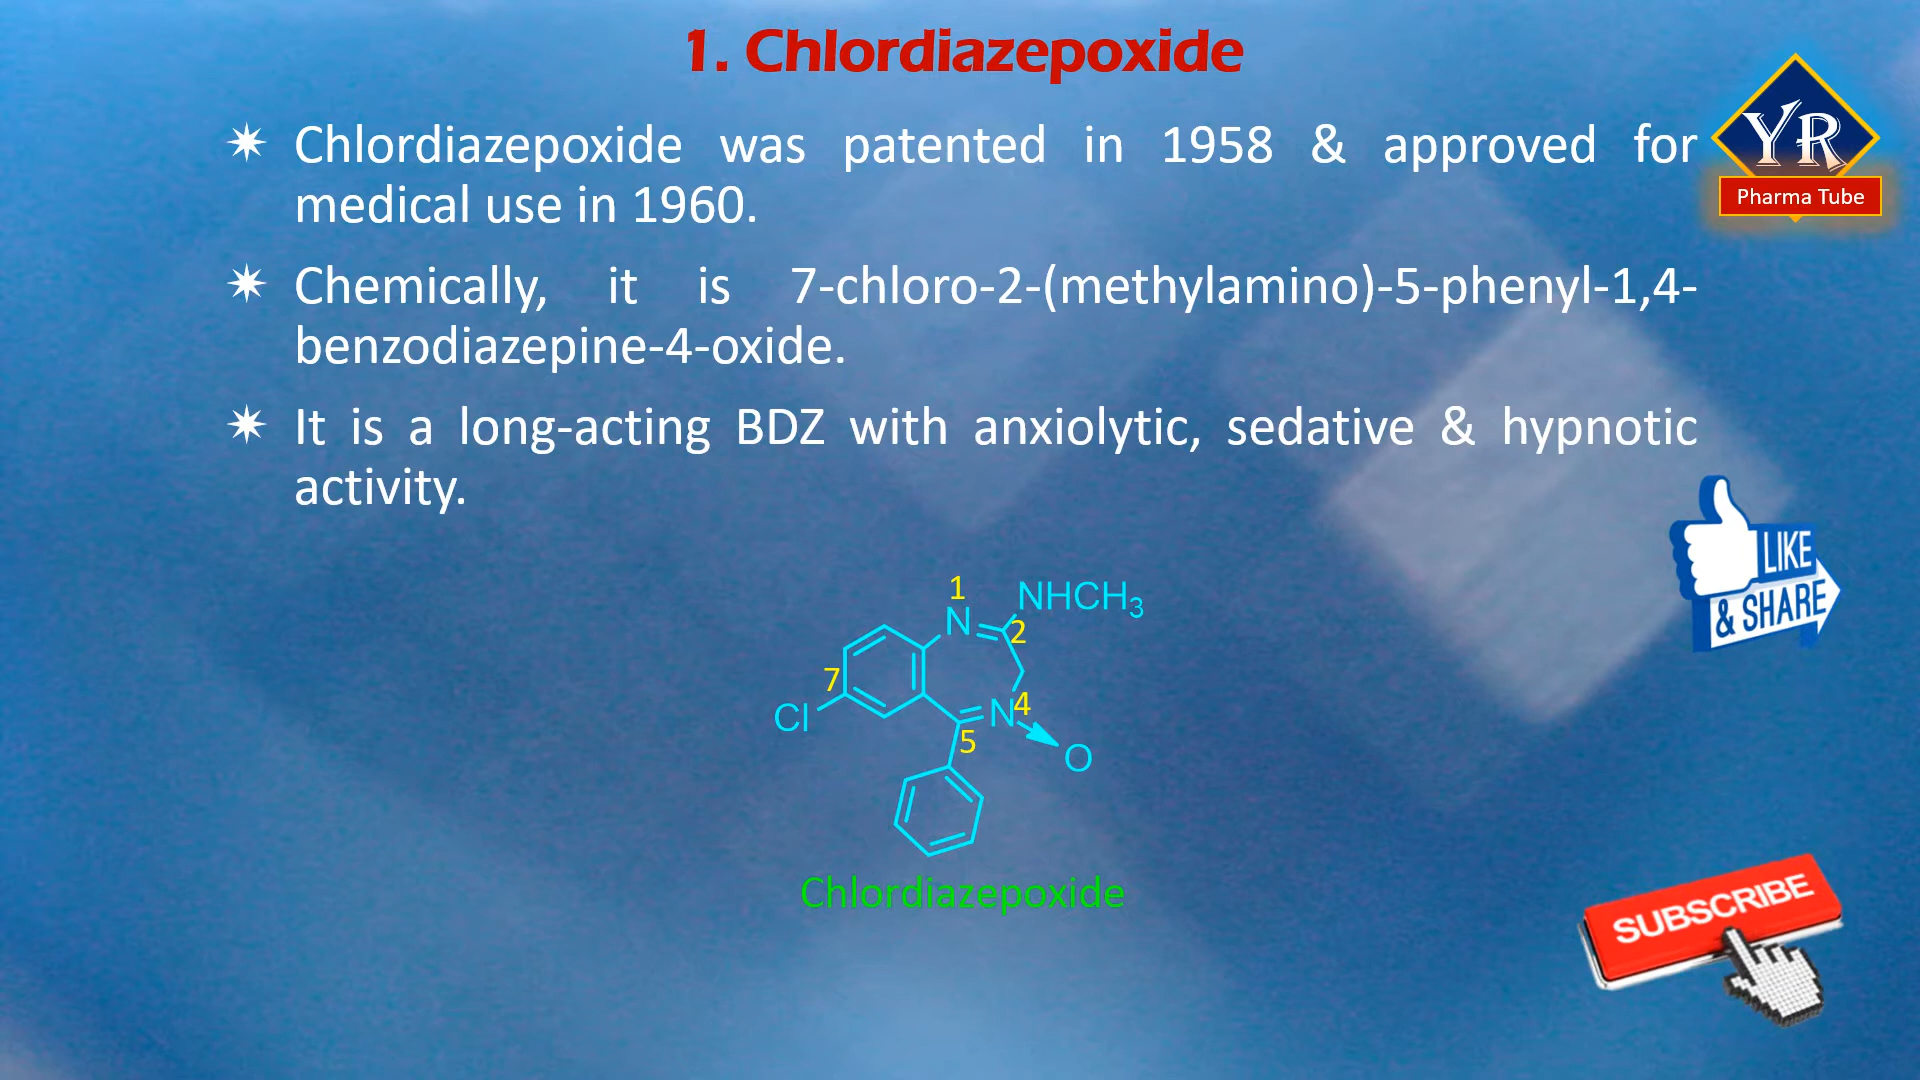 1. Chlordiazepoxide
YR
Pharma Tube
✷ Chlordiazepoxide was patented in 1958 & approved for
medical use in 1960.
✷ Chemically, it is 7-chloro-2-(methylamino)-5-phenyl-1,4-
benzodiazepine-4-oxide.
✷ It is a long-acting BDZ with anxiolytic, sedative & hypnotic
activity.
LIKE
& SHARE
1
NHCH₃
N
2
7
4
N
Cl
5
O
Chlordiazepoxide
SUBSCRIBE